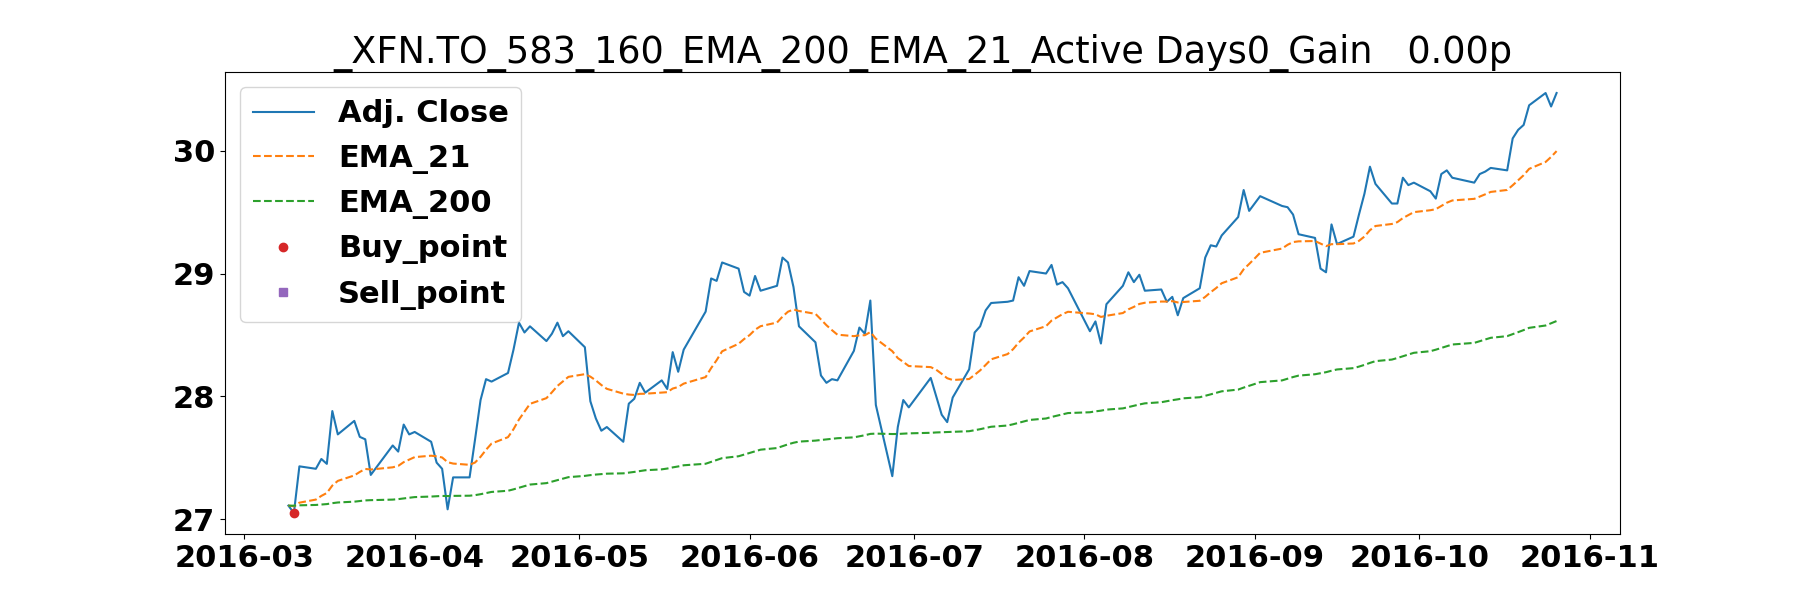 _XFN.TO_583_160_EMA_200_EMA_21_Active Days0_Gain   0.00p
Adj. Close
EMA_21
EMA_200
Buy_point
Sell_point
30
29
28
27
2016-03 2016-04 2016-05 2016-06 2016-07 2016-08 2016-09 2016-10 2016-11